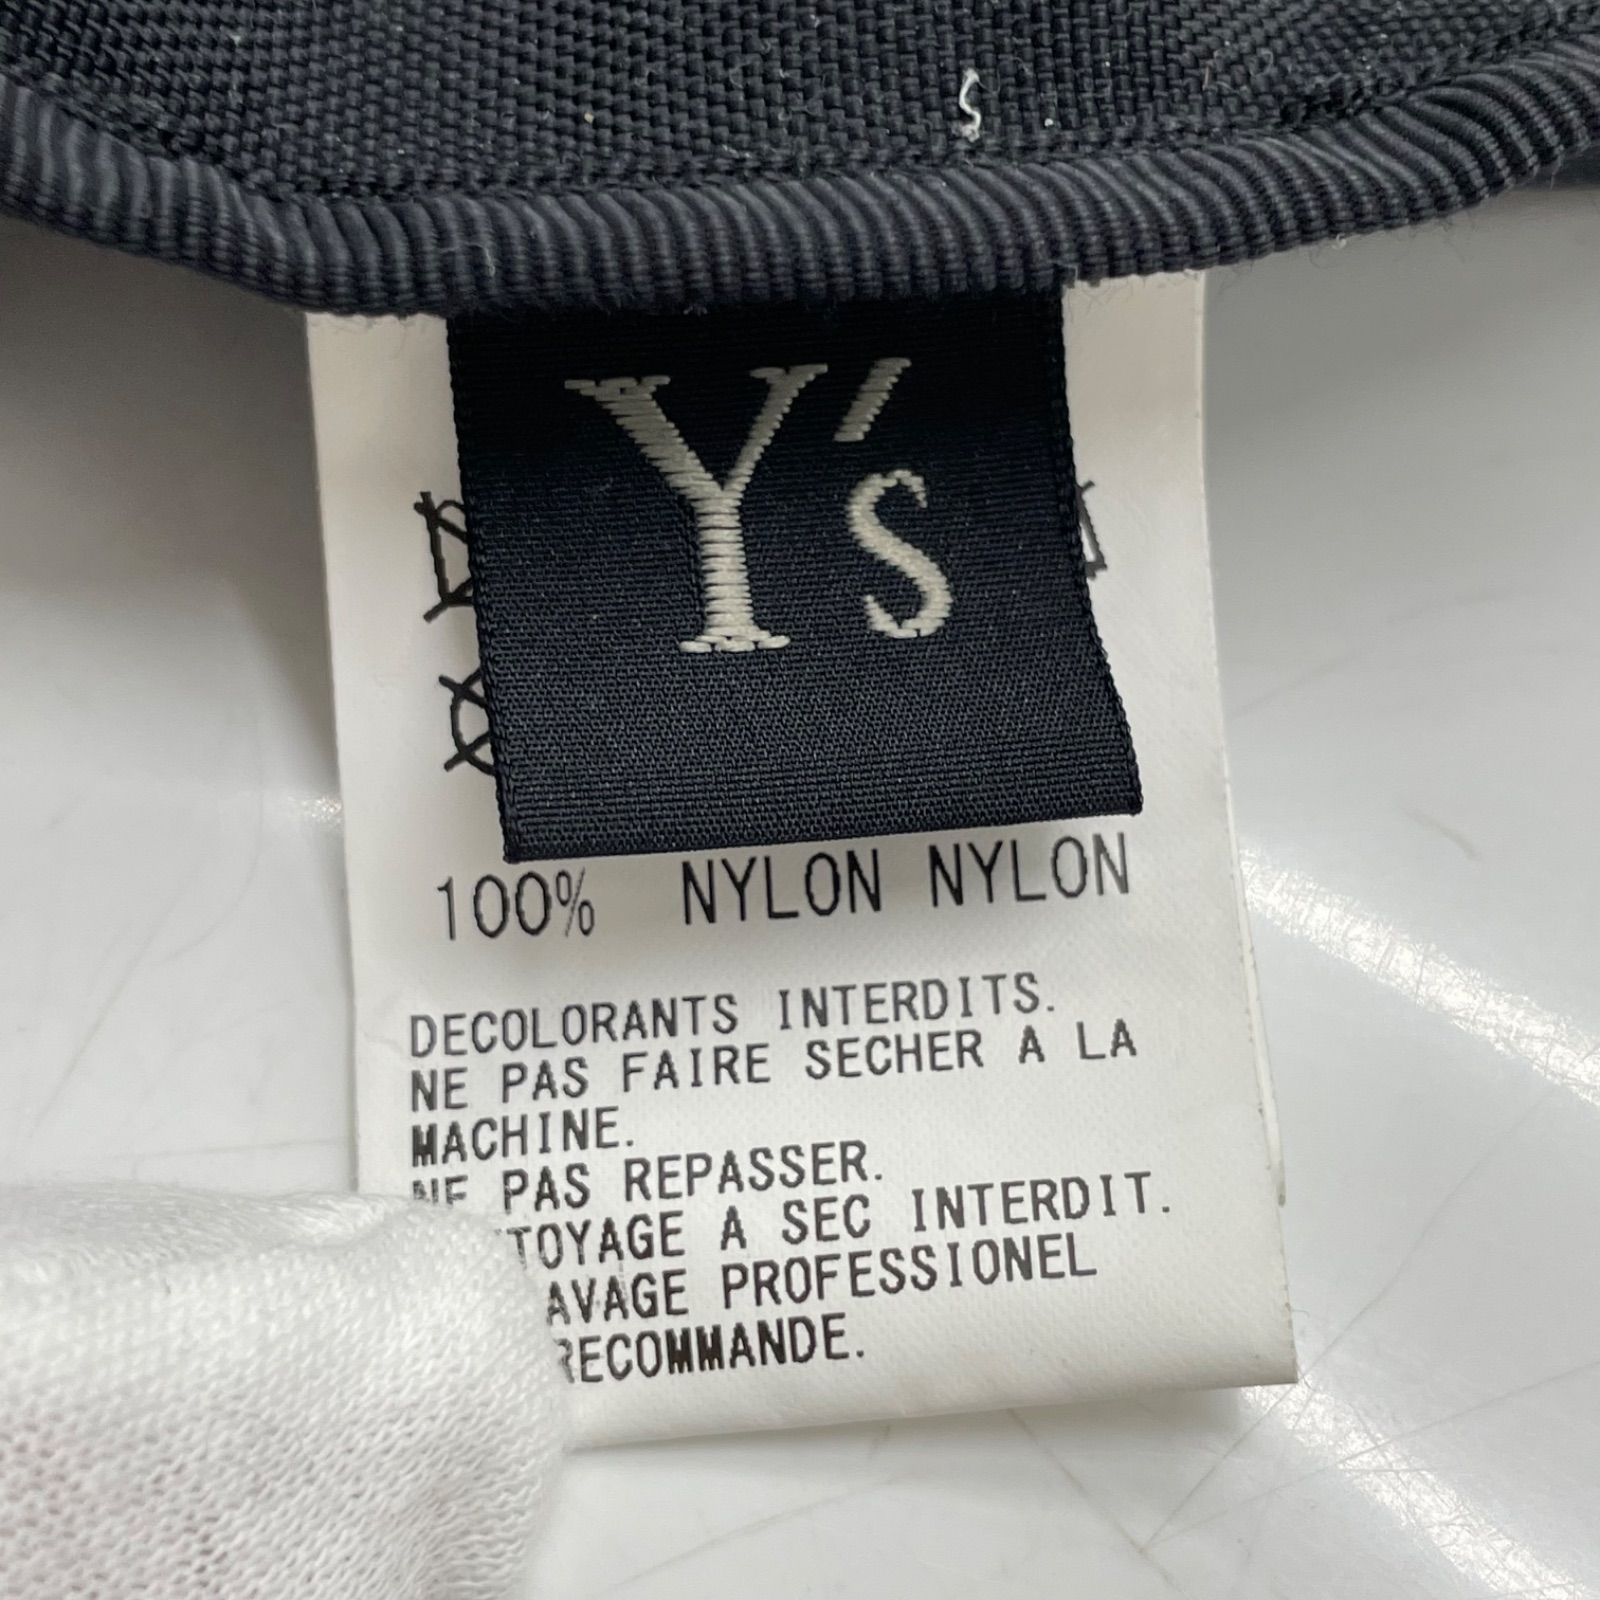 Y's
100% NYLON NYLON
DECOLORANTS INTERDITS.
NE PAS FAIRE SECHER A LA
MACHINE.
NE PAS REPASSER.
TOYAGE A SEC INTERDIT.
AVAGE PROFESSIONEL
RECOMMANDE.